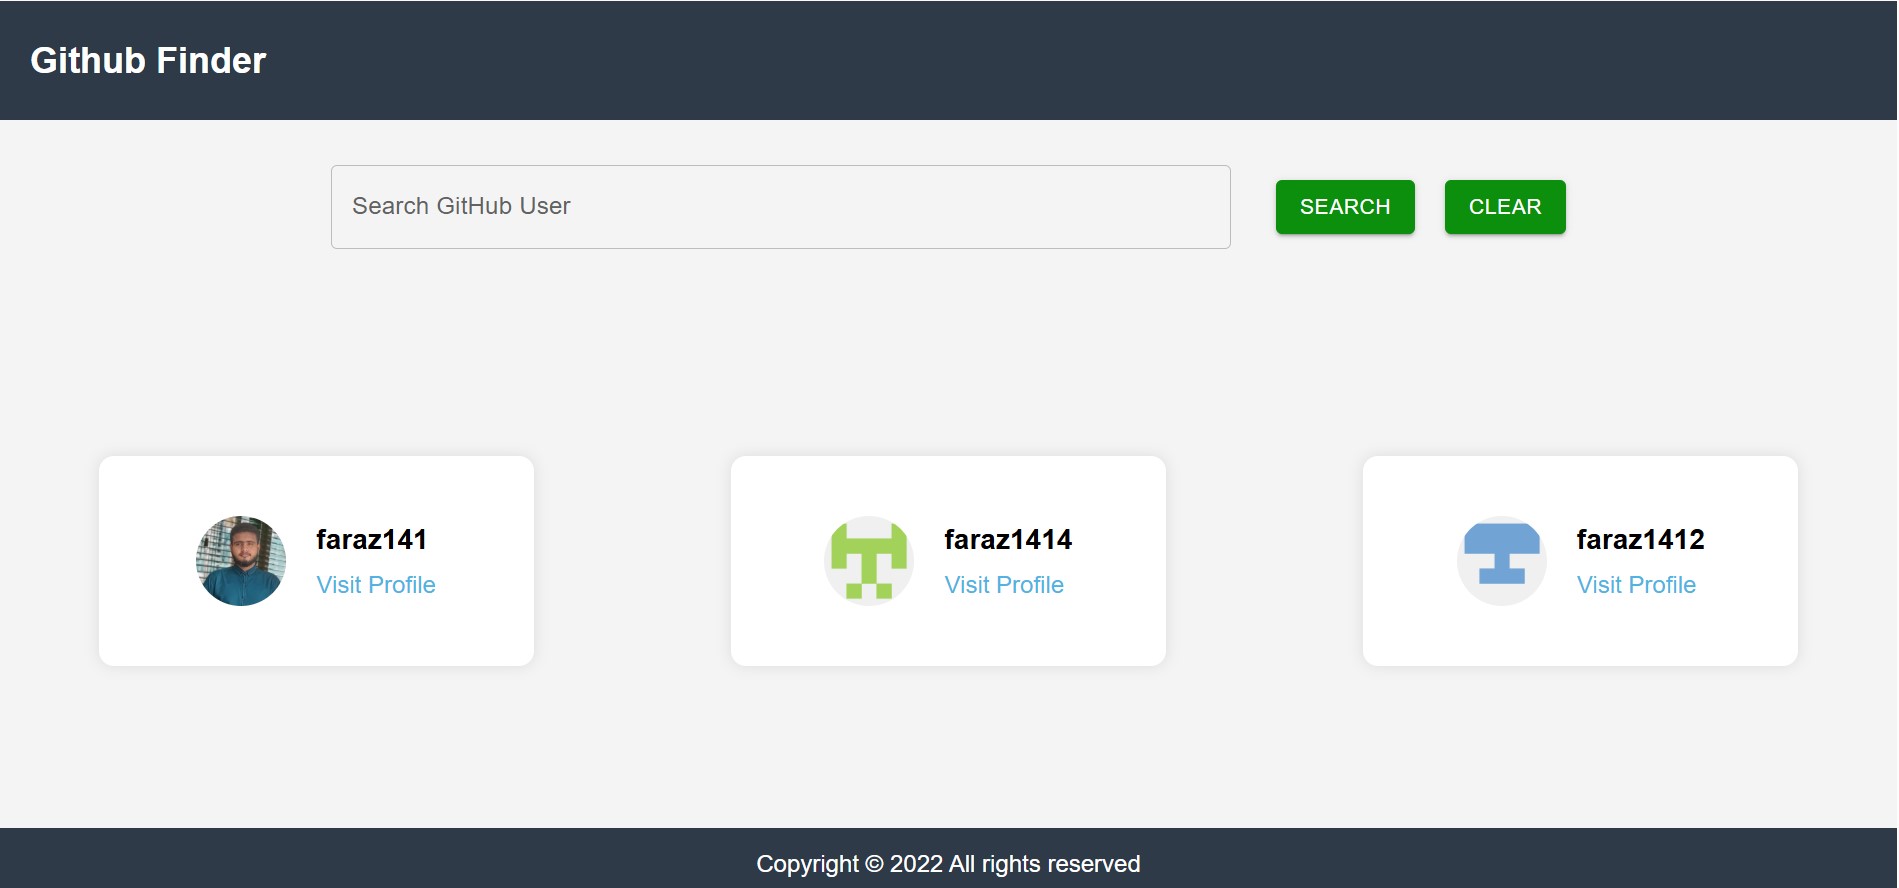 Github Finder
Search GitHub User
SEARCH
CLEAR
faraz141
Visit Profile
faraz1414
Visit Profile
faraz1412
Visit Profile
Copyright © 2022 All rights reserved